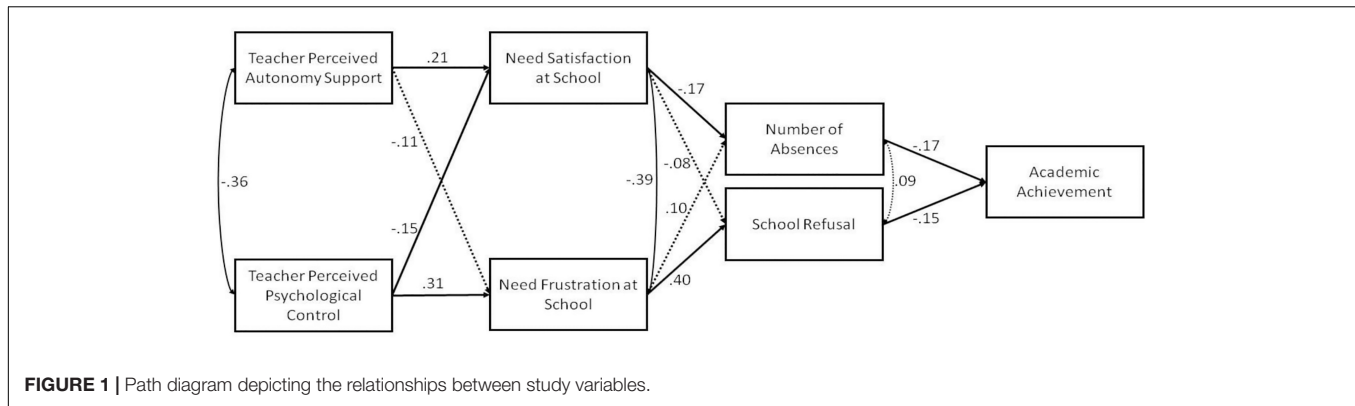 Teacher Perceived
Autonomy Support
.21
Need Satisfaction
at School
-.17
Number of
Absences
-.11
-.08
-.17
-.36
-.39
.09
Academic
Achievement
.10
-.15
School Refusal
-.15
Teacher Perceived
Psychological
Control
.31
Need Frustration at
School
.40
FIGURE 1 | Path diagram depicting the relationships between study variables.